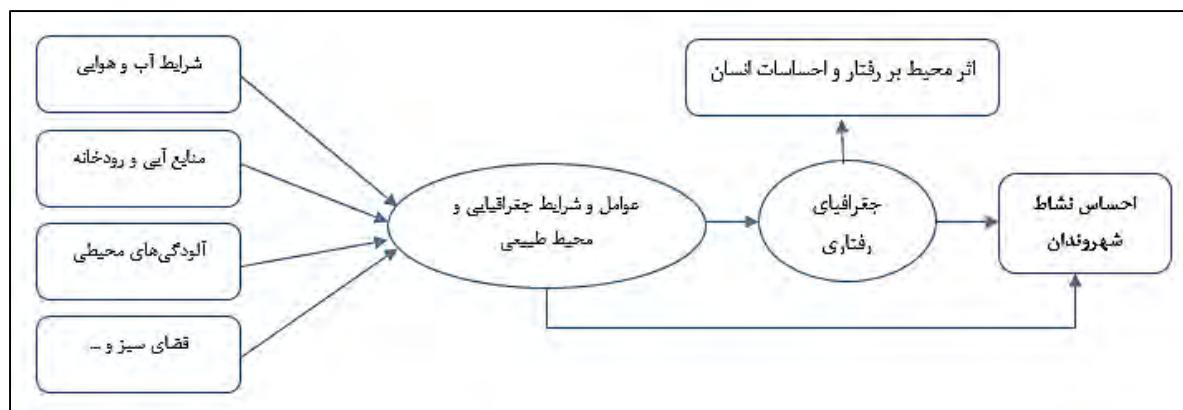 شرایط آب و هوایی
منابع آبی و رودخانه
آلودگی‌های محیطی
فضای سبز و ...
عوامل و شرایط جغرافیایی و
محیط طبیعی
اثر محیط بر رفتار و احساسات انسان
جغرافیای
رفتاری
احساس نشاط
شهروندان